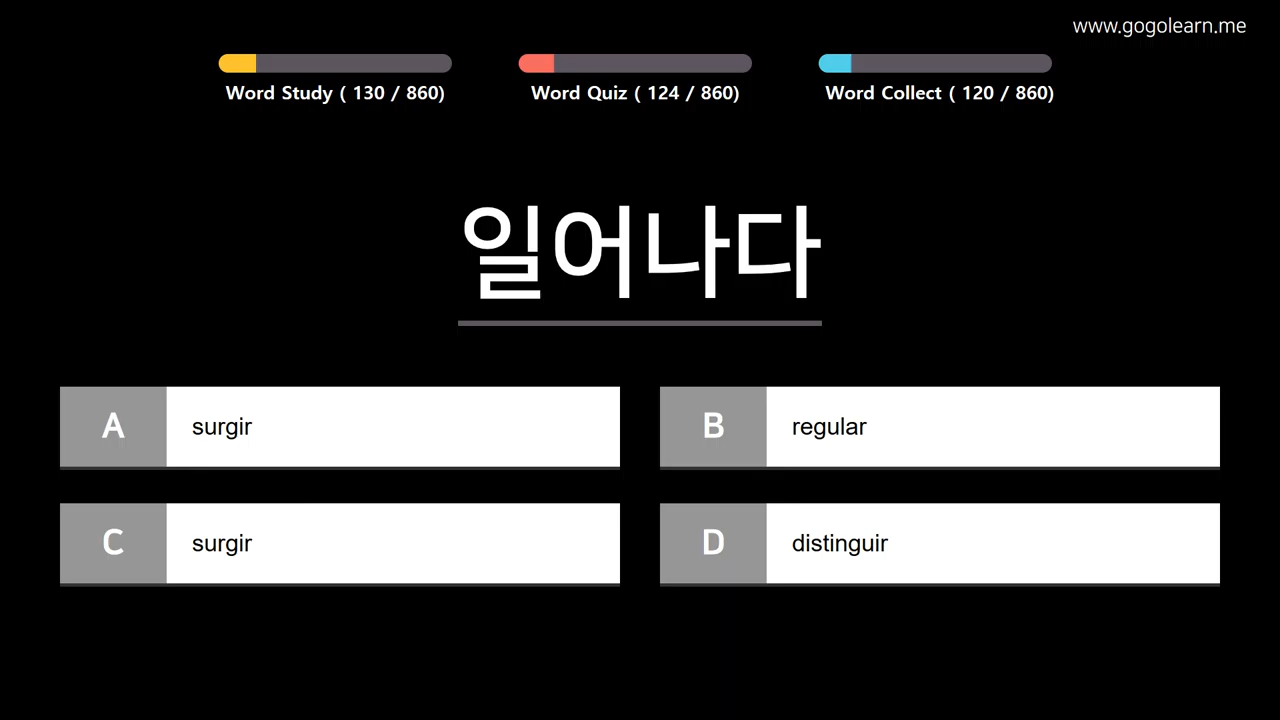 www.gogolearn.me
Word Study ( 130 / 860)
Word Quiz ( 124 / 860)
Word Collect ( 120 / 860)
일어나다
A surgir
B regular
C surgir
D distinguir